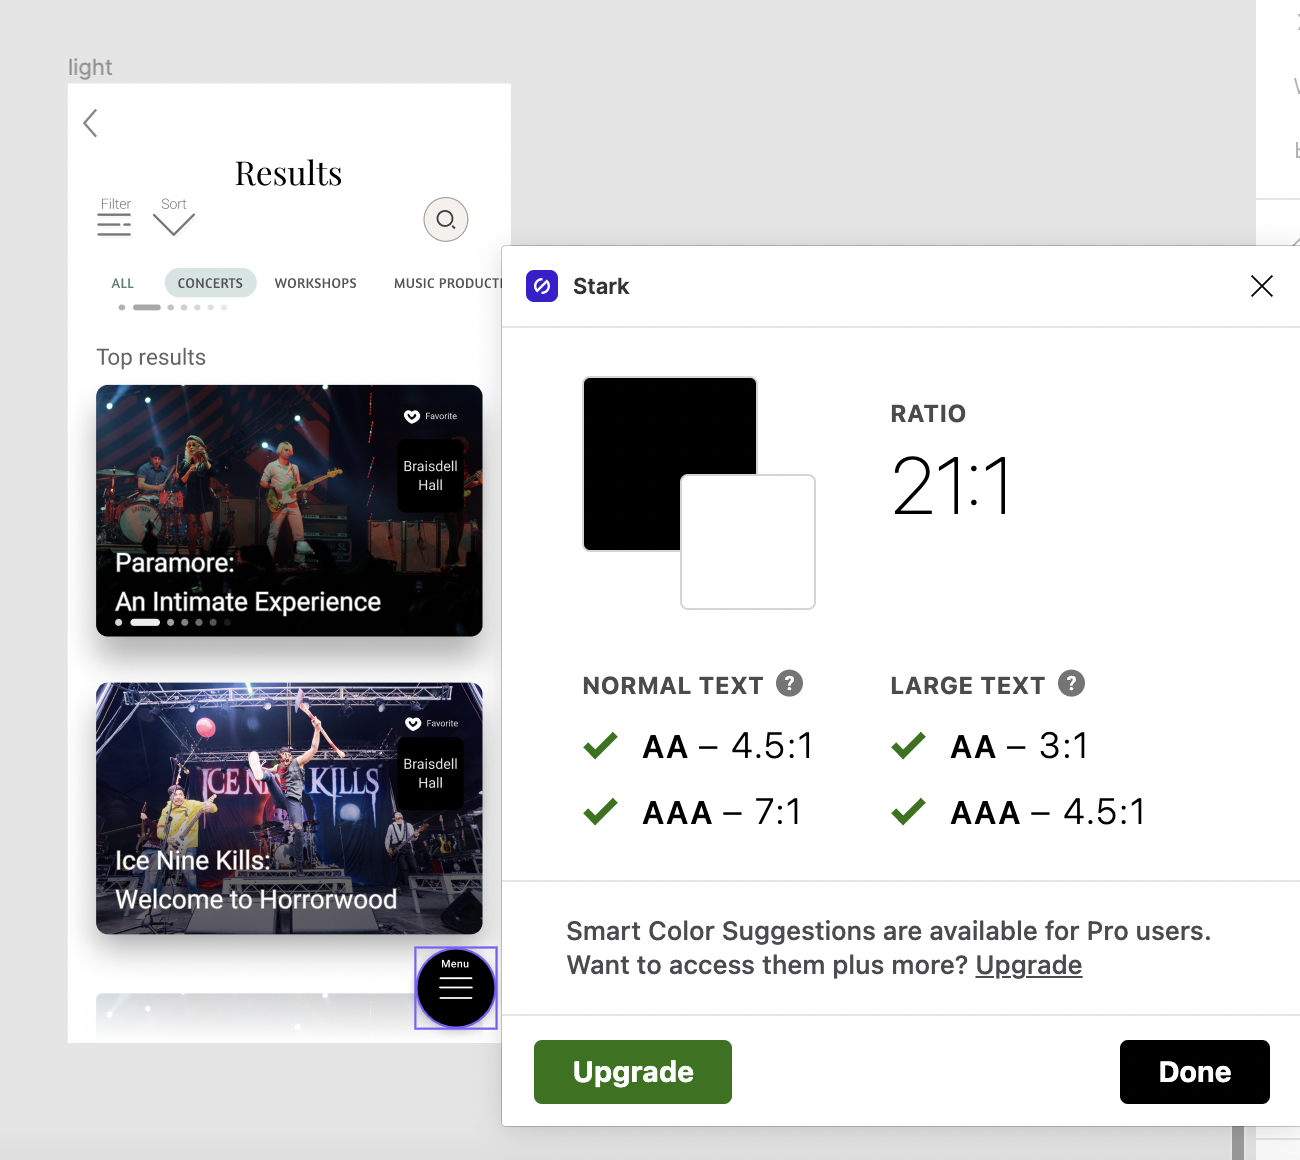 light
Results
Filter
Sort
ALL
CONCERTS
WORKSHOPS
MUSIC PRODUCTI
Top results
Favorite
Braisdell
Hall
Paramore:
An Intimate Experience
Favorite
Braisdell
Hall
ICE NINE KILLS
Ice Nine Kills:
Welcome to Horrorwood
Menu
Stark
RATIO
21:1
NORMAL TEXT ?
LARGE TEXT ?
AA – 4.5:1
AA – 3:1
AAA – 7:1
AAA – 4.5:1
Smart Color Suggestions are available for Pro users.
Want to access them plus more? Upgrade
Upgrade
Done